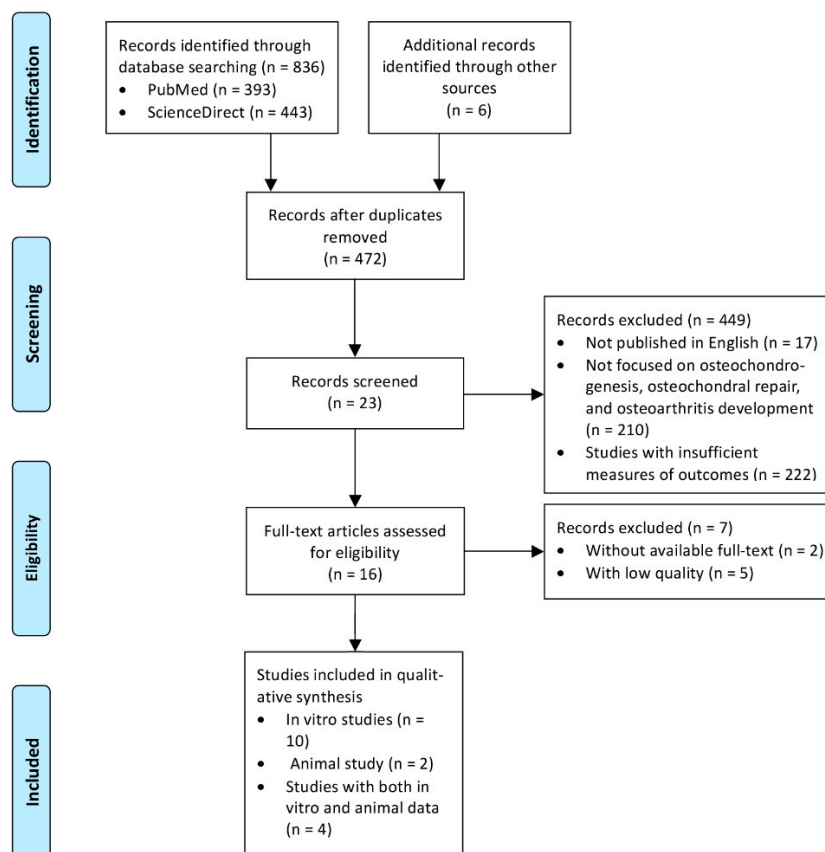 Identification
Records identified through
database searching (n = 836)
• PubMed (n = 393)
• ScienceDirect (n = 443)
Additional records
identified through other
sources
(n = 6)
Records after duplicates
removed
(n = 472)
Screening
Records screened
(n = 23)
Records excluded (n = 449)
• Not published in English (n = 17)
• Not focused on osteochondro-
genesis, osteochondral repair,
and osteoarthritis development
(n = 210)
• Studies with insufficient
measures of outcomes (n = 222)
Eligibility
Full-text articles assessed
for eligibility
(n = 16)
Records excluded (n = 7)
• Without available full-text (n = 2)
• With low quality (n = 5)
Included
Studies included in qualit-
ative synthesis
• In vitro studies (n =
10)
• Animal study (n = 2)
• Studies with both in
vitro and animal data
(n = 4)